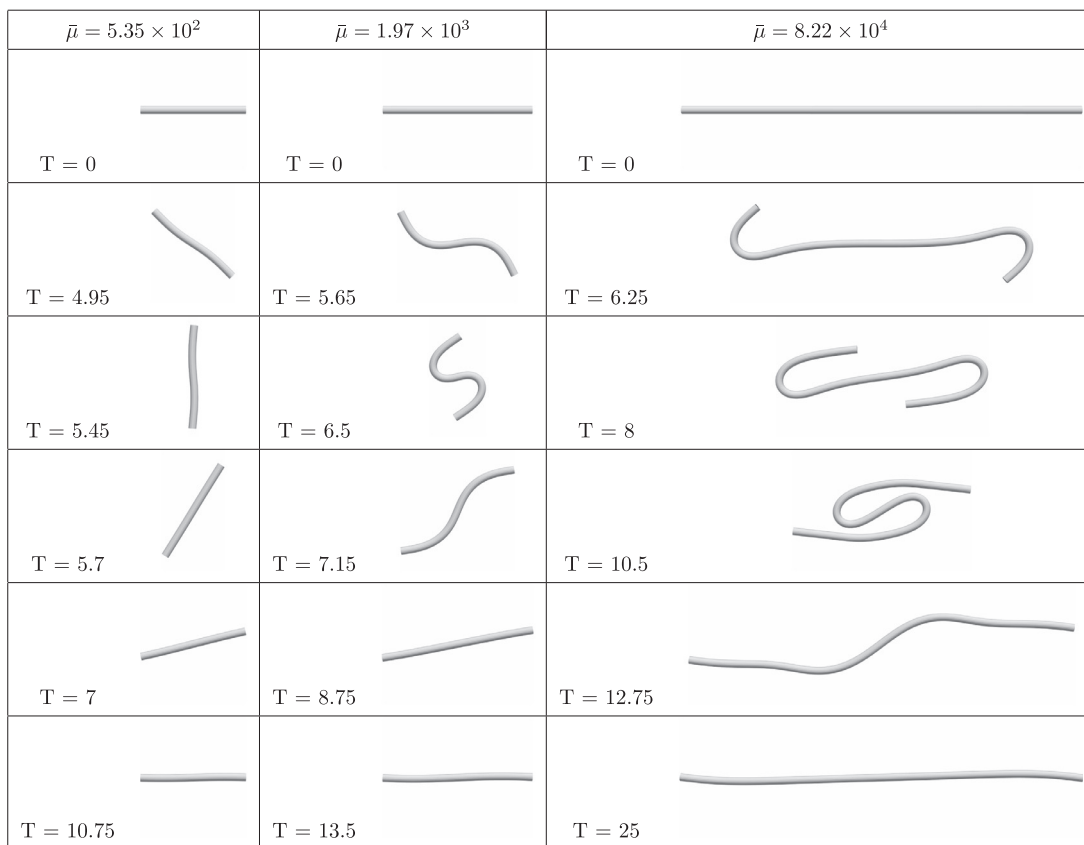 μ̄ = 5.35 × 10² μ̄ = 1.97 × 10³ μ̄ = 8.22 × 10⁴
T = 0 T = 0 T = 0
T = 4.95 T = 5.65 T = 6.25
T = 5.45 T = 6.5 T = 8
T = 5.7 T = 7.15 T = 10.5
T = 7 T = 8.75 T = 12.75
T = 10.75 T = 13.5 T = 25